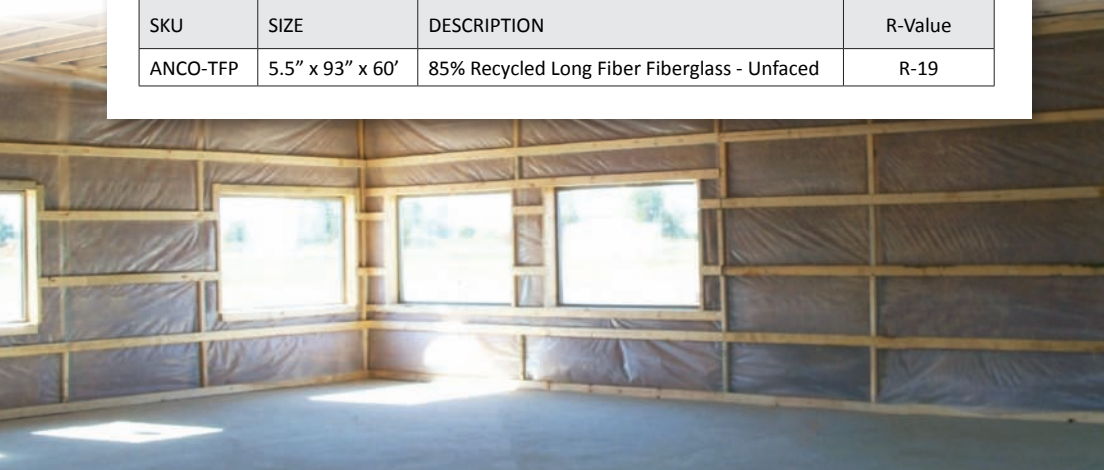 SKU SIZE DESCRIPTION R-Value
ANCO-TFP 5.5” x 93” x 60’ 85% Recycled Long Fiber Fiberglass - Unfaced R-19